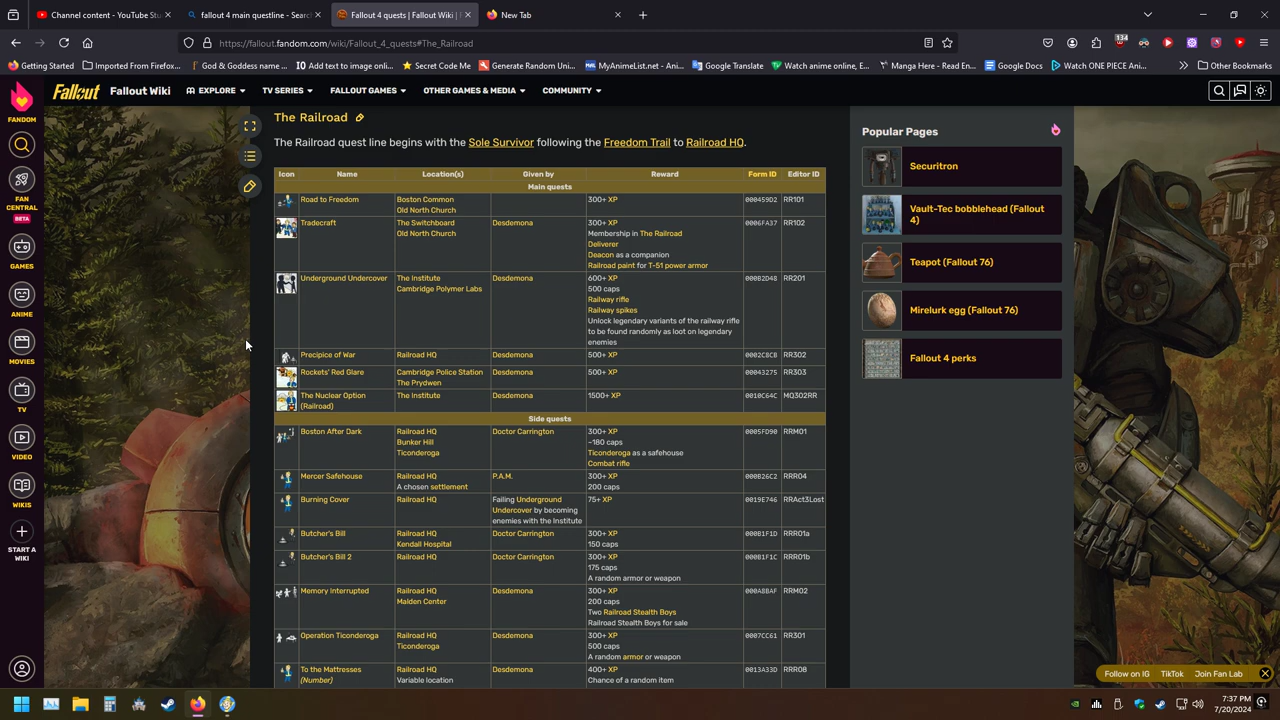 Channel content - YouTube Stu
fallout 4 main questline - Searc
Fallout 4 quests | Fallout Wiki |
New Tab
https://fallout.fandom.com/wiki/Fallout_4_quests#The_Railroad
134
Getting Started
Imported From Firefox...
God & Goddess name ...
Add text to image onlin...
Secret Code Me
Generate Random Uni...
MyAnimeList.net - Ani...
Google Translate
Watch anime online, E...
Manga Here - Read En...
Google Docs
Watch ONE PIECE Anim...
Other Bookmarks
FANDOM
Fallout
Fallout Wiki
EXPLORE
TV SERIES
FALLOUT GAMES
OTHER GAMES & MEDIA
COMMUNITY
FAN CENTRAL
BETA
GAMES
ANIME
MOVIES
TV
VIDEO
WIKIS
START A WIKI
The Railroad
The Railroad quest line begins with the Sole Survivor following the Freedom Trail to Railroad HQ.
Icon Name Location(s) Given by Reward Form ID Editor ID
Main quests
Road to Freedom Boston Common 300+ XP 000459D2 RR101
Old North Church
Tradecraft The Switchboard Desdemona 300+ XP 0006FA37 RR102
Old North Church Membership in The Railroad
Deliverer
Deacon as a companion
Railroad paint for T-51 power armor
Underground Undercover The Institute Desdemona 600+ XP 000B2D48 RR201
Cambridge Polymer Labs 500 caps
Railway rifle
Railway spikes
Unlock legendary variants of the railway rifle
to be found randomly as loot on legendary
enemies
Precipice of War Railroad HQ Desdemona 500+ XP 0002C8CB RR302
Rockets' Red Glare Cambridge Police Station Desdemona 500+ XP 00043275 RR303
The Prydwen
The Nuclear Option The Institute Desdemona 1500+ XP 0010C64C MQ302RR
(Railroad)
Side quests
Boston After Dark Railroad HQ Doctor Carrington 300+ XP 0005FD90 RRM01
Bunker Hill ~180 caps
Ticonderoga Ticonderoga as a safehouse
Combat rifle
Mercer Safehouse Railroad HQ P.A.M. 300+ XP 000B26C2 RRR04
A chosen settlement 200 caps
Burning Cover Railroad HQ Failing Underground 75+ XP 0019E746 RRAct3Lost
Undercover by becoming
enemies with the Institute
Butcher's Bill Railroad HQ Doctor Carrington 300+ XP 000B1F1D RRR01a
Kendall Hospital 150 caps
Butcher's Bill 2 Railroad HQ Doctor Carrington 300+ XP 000B1F1C RRR01b
175 caps
A random armor or weapon
Memory Interrupted Railroad HQ Desdemona 300+ XP 000ABBAF RRM02
Malden Center 200 caps
Two Railroad Stealth Boys
Railroad Stealth Boys for sale
Operation Ticonderoga Railroad HQ Desdemona 300+ XP 0007CC61 RR301
Ticonderoga 500 caps
A random armor or weapon
To the Mattresses Railroad HQ Desdemona 400+ XP 0013A33D RRR08
(Number) Variable location Chance of a random item
Popular Pages
Securitron
Vault-Tec bobblehead (Fallout
4)
Teapot (Fallout 76)
Mirelurk egg (Fallout 76)
Fallout 4 perks
Follow on IG TikTok Join Fan Lab
7:37 PM
7/20/2024